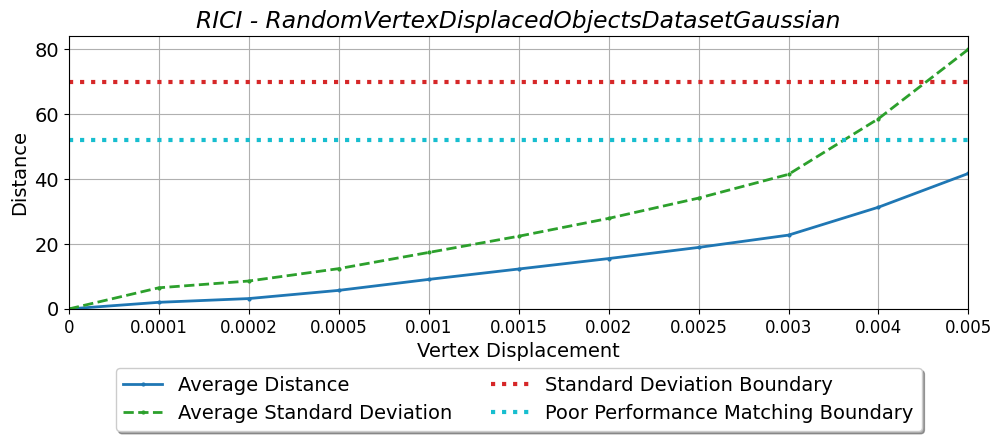 RICI - RandomVertexDisplacedObjectsDatasetGaussian
80
60
40
20
0
Distance
0 0.0001 0.0002 0.0005 0.001 0.0015 0.002 0.0025 0.003 0.004 0.005
Vertex Displacement
Average Distance
Average Standard Deviation
Standard Deviation Boundary
Poor Performance Matching Boundary